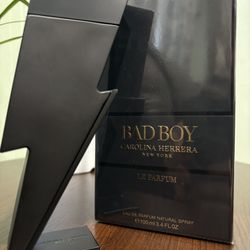 BAD BOY
CAROLINA HERRERA
NEW YORK
LE PARFUM
EAU DE PARFUM NATURAL SPRAY
℮ 100 ml 3.4 FL.OZ.